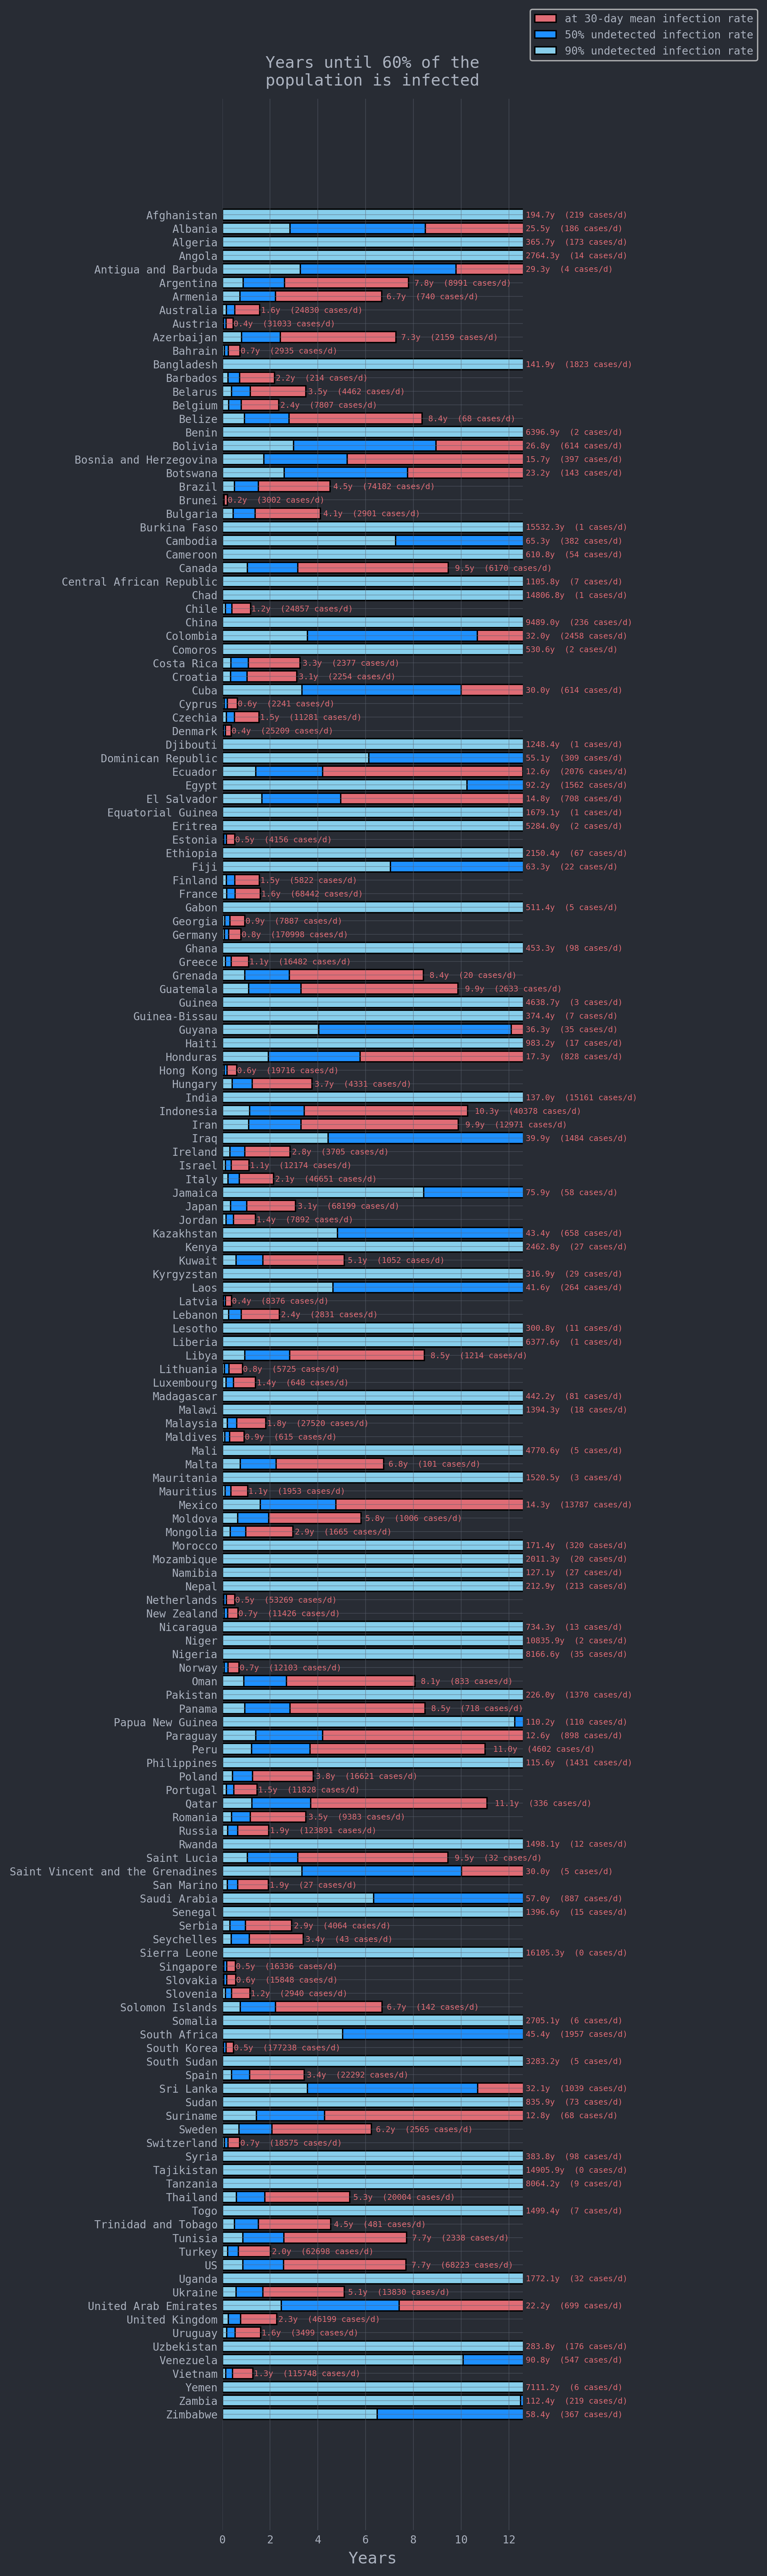 at 30-day mean infection rate
50% undetected infection rate
90% undetected infection rate
Years until 60% of the
population is infected
Afghanistan 194.7y (219 cases/d)
Albania 25.5y (186 cases/d)
Algeria 365.7y (173 cases/d)
Angola 2764.3y (14 cases/d)
Antigua and Barbuda 29.3y (4 cases/d)
Argentina 7.8y (8991 cases/d)
Armenia 6.7y (740 cases/d)
Australia 1.6y (24830 cases/d)
Austria 0.4y (31033 cases/d)
Azerbaijan 7.3y (2159 cases/d)
Bahrain 0.7y (2935 cases/d)
Bangladesh 141.9y (1823 cases/d)
Barbados 2.2y (214 cases/d)
Belarus 3.5y (4462 cases/d)
Belgium 2.4y (7807 cases/d)
Belize 8.4y (68 cases/d)
Benin 6396.9y (2 cases/d)
Bolivia 26.8y (614 cases/d)
Bosnia and Herzegovina 15.7y (397 cases/d)
Botswana 23.2y (143 cases/d)
Brazil 4.5y (74182 cases/d)
Brunei 0.2y (3002 cases/d)
Bulgaria 4.1y (2901 cases/d)
Burkina Faso 15532.3y (1 cases/d)
Cambodia 65.3y (382 cases/d)
Cameroon 610.8y (54 cases/d)
Canada 9.5y (6170 cases/d)
Central African Republic 1105.8y (7 cases/d)
Chad 14806.8y (1 cases/d)
Chile 1.2y (24857 cases/d)
China 9489.0y (236 cases/d)
Colombia 32.0y (2458 cases/d)
Comoros 530.6y (2 cases/d)
Costa Rica 3.3y (2377 cases/d)
Croatia 3.1y (2254 cases/d)
Cuba 30.0y (614 cases/d)
Cyprus 0.6y (2241 cases/d)
Czechia 1.5y (11281 cases/d)
Denmark 0.4y (25209 cases/d)
Djibouti 1248.4y (1 cases/d)
Dominican Republic 55.1y (309 cases/d)
Ecuador 12.6y (2076 cases/d)
Egypt 92.2y (1562 cases/d)
El Salvador 14.8y (708 cases/d)
Equatorial Guinea 1679.1y (1 cases/d)
Eritrea 5284.0y (2 cases/d)
Estonia 0.5y (4156 cases/d)
Ethiopia 2150.4y (67 cases/d)
Fiji 63.3y (22 cases/d)
Finland 1.5y (5822 cases/d)
France 1.6y (68442 cases/d)
Gabon 511.4y (5 cases/d)
Georgia 0.9y (7887 cases/d)
Germany 0.8y (170998 cases/d)
Ghana 453.3y (98 cases/d)
Greece 1.1y (16482 cases/d)
Grenada 8.4y (20 cases/d)
Guatemala 9.9y (2633 cases/d)
Guinea 4638.7y (3 cases/d)
Guinea-Bissau 374.4y (7 cases/d)
Guyana 36.3y (35 cases/d)
Haiti 983.2y (17 cases/d)
Honduras 17.3y (828 cases/d)
Hong Kong 0.6y (19716 cases/d)
Hungary 3.7y (4331 cases/d)
India 137.0y (15161 cases/d)
Indonesia 10.3y (40378 cases/d)
Iran 9.9y (12971 cases/d)
Iraq 39.9y (1484 cases/d)
Ireland 2.8y (3705 cases/d)
Israel 1.1y (12174 cases/d)
Italy 2.1y (46651 cases/d)
Jamaica 75.9y (58 cases/d)
Japan 3.1y (68199 cases/d)
Jordan 1.4y (7892 cases/d)
Kazakhstan 43.4y (658 cases/d)
Kenya 2462.8y (27 cases/d)
Kuwait 5.1y (1052 cases/d)
Kyrgyzstan 316.9y (29 cases/d)
Laos 41.6y (264 cases/d)
Latvia 0.4y (8376 cases/d)
Lebanon 2.4y (2831 cases/d)
Lesotho 300.8y (11 cases/d)
Liberia 6377.6y (1 cases/d)
Libya 8.5y (1214 cases/d)
Lithuania 0.8y (5725 cases/d)
Luxembourg 1.4y (648 cases/d)
Madagascar 442.2y (81 cases/d)
Malawi 1394.3y (18 cases/d)
Malaysia 1.8y (27520 cases/d)
Maldives 0.9y (615 cases/d)
Mali 4770.6y (5 cases/d)
Malta 6.8y (101 cases/d)
Mauritania 1520.5y (3 cases/d)
Mauritius 1.1y (1953 cases/d)
Mexico 14.3y (13787 cases/d)
Moldova 5.8y (1006 cases/d)
Mongolia 2.9y (1665 cases/d)
Morocco 171.4y (320 cases/d)
Mozambique 2011.3y (20 cases/d)
Namibia 127.1y (27 cases/d)
Nepal 212.9y (213 cases/d)
Netherlands 0.5y (53269 cases/d)
New Zealand 0.7y (11426 cases/d)
Nicaragua 734.3y (13 cases/d)
Niger 10835.9y (2 cases/d)
Nigeria 8166.6y (35 cases/d)
Norway 0.7y (12103 cases/d)
Oman 8.1y (833 cases/d)
Pakistan 226.0y (1370 cases/d)
Panama 8.5y (718 cases/d)
Papua New Guinea 110.2y (110 cases/d)
Paraguay 12.6y (898 cases/d)
Peru 11.0y (4602 cases/d)
Philippines 115.6y (1431 cases/d)
Poland 3.8y (16621 cases/d)
Portugal 1.5y (11828 cases/d)
Qatar 11.1y (336 cases/d)
Romania 3.5y (9383 cases/d)
Russia 1.9y (123891 cases/d)
Rwanda 1498.1y (12 cases/d)
Saint Lucia 9.5y (32 cases/d)
Saint Vincent and the Grenadines 30.0y (5 cases/d)
San Marino 1.9y (27 cases/d)
Saudi Arabia 57.0y (887 cases/d)
Senegal 1396.6y (15 cases/d)
Serbia 2.9y (4064 cases/d)
Seychelles 3.4y (43 cases/d)
Sierra Leone 16105.3y (0 cases/d)
Singapore 0.5y (16336 cases/d)
Slovakia 0.6y (15848 cases/d)
Slovenia 1.2y (2940 cases/d)
Solomon Islands 6.7y (142 cases/d)
Somalia 2705.1y (6 cases/d)
South Africa 45.4y (1957 cases/d)
South Korea 0.5y (177238 cases/d)
South Sudan 3283.2y (5 cases/d)
Spain 3.4y (22292 cases/d)
Sri Lanka 32.1y (1039 cases/d)
Sudan 835.9y (73 cases/d)
Suriname 12.8y (68 cases/d)
Sweden 6.2y (2565 cases/d)
Switzerland 0.7y (18575 cases/d)
Syria 383.8y (98 cases/d)
Tajikistan 14905.9y (0 cases/d)
Tanzania 8064.2y (9 cases/d)
Thailand 5.3y (20004 cases/d)
Togo 1499.4y (7 cases/d)
Trinidad and Tobago 4.5y (481 cases/d)
Tunisia 7.7y (2338 cases/d)
Turkey 2.0y (62698 cases/d)
US 7.7y (68223 cases/d)
Uganda 1772.1y (32 cases/d)
Ukraine 5.1y (13830 cases/d)
United Arab Emirates 22.2y (699 cases/d)
United Kingdom 2.3y (46199 cases/d)
Uruguay 1.6y (3499 cases/d)
Uzbekistan 283.8y (176 cases/d)
Venezuela 90.8y (547 cases/d)
Vietnam 1.3y (115748 cases/d)
Yemen 7111.2y (6 cases/d)
Zambia 112.4y (219 cases/d)
Zimbabwe 58.4y (367 cases/d)
0 2 4 6 8 10 12
Years